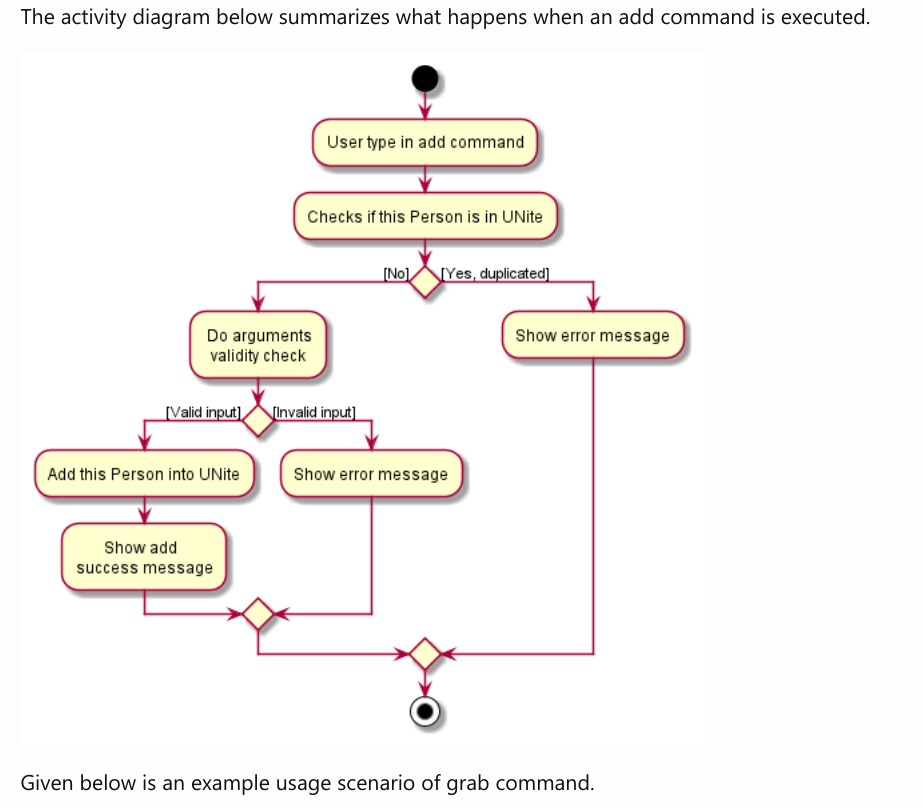 The activity diagram below summarizes what happens when an add command is executed.
User type in add command
Checks if this Person is in UNite
[No]
[Yes, duplicated]
Do arguments
validity check
Show error message
[Valid input]
[Invalid input]
Add this Person into UNite
Show error message
Show add
success message
Given below is an example usage scenario of grab command.